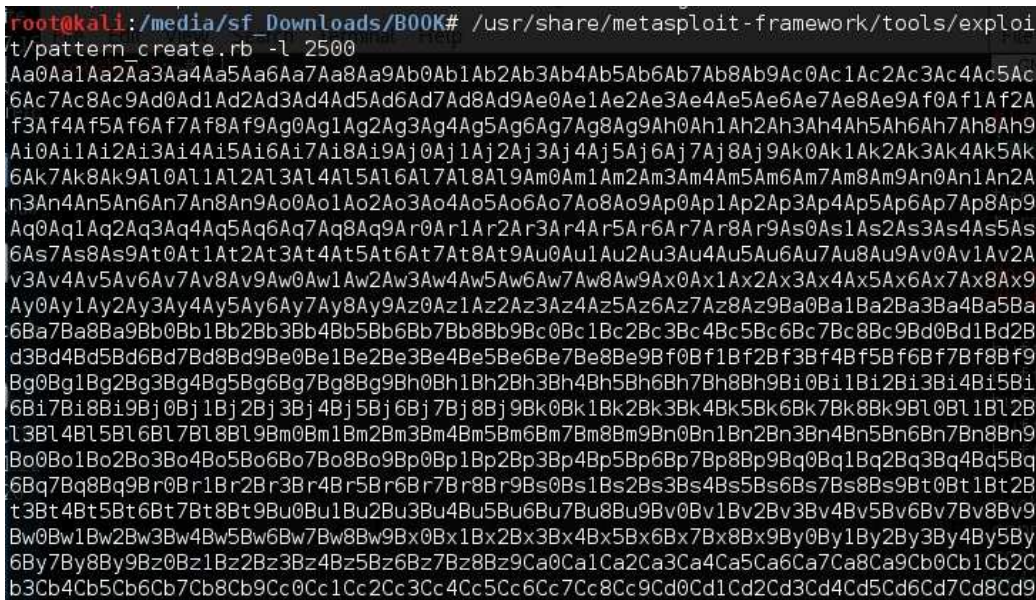 root@kali:/media/sf_Downloads/BOOK# /usr/share/metasploit-framework/tools/exploi
t/pattern_create.rb -l 2500
Aa0Aa1Aa2Aa3Aa4Aa5Aa6Aa7Aa8Aa9Ab0Ab1Ab2Ab3Ab4Ab5Ab6Ab7Ab8Ab9Ac0Ac1Ac2Ac3Ac4Ac5Ac
6Ac7Ac8Ac9Ad0Ad1Ad2Ad3Ad4Ad5Ad6Ad7Ad8Ad9Ae0Ae1Ae2Ae3Ae4Ae5Ae6Ae7Ae8Ae9Af0Af1Af2A
f3Af4Af5Af6Af7Af8Af9Ag0Ag1Ag2Ag3Ag4Ag5Ag6Ag7Ag8Ag9Ah0Ah1Ah2Ah3Ah4Ah5Ah6Ah7Ah8Ah9
Ai0Ai1Ai2Ai3Ai4Ai5Ai6Ai7Ai8Ai9Aj0Aj1Aj2Aj3Aj4Aj5Aj6Aj7Aj8Aj9Ak0Ak1Ak2Ak3Ak4Ak5Ak
6Ak7Ak8Ak9Al0Al1Al2Al3Al4Al5Al6Al7Al8Al9Am0Am1Am2Am3Am4Am5Am6Am7Am8Am9An0An1An2A
n3An4An5An6An7An8An9Ao0Ao1Ao2Ao3Ao4Ao5Ao6Ao7Ao8Ao9Ap0Ap1Ap2Ap3Ap4Ap5Ap6Ap7Ap8Ap9
Aq0Aq1Aq2Aq3Aq4Aq5Aq6Aq7Aq8Aq9Ar0Ar1Ar2Ar3Ar4Ar5Ar6Ar7Ar8Ar9As0As1As2As3As4As5As
6As7As8As9At0At1At2At3At4At5At6At7At8At9Au0Au1Au2Au3Au4Au5Au6Au7Au8Au9Av0Av1Av2A
v3Av4Av5Av6Av7Av8Av9Aw0Aw1Aw2Aw3Aw4Aw5Aw6Aw7Aw8Aw9Ax0Ax1Ax2Ax3Ax4Ax5Ax6Ax7Ax8Ax9
Ay0Ay1Ay2Ay3Ay4Ay5Ay6Ay7Ay8Ay9Az0Az1Az2Az3Az4Az5Az6Az7Az8Az9Ba0Ba1Ba2Ba3Ba4Ba5Ba
6Ba7Ba8Ba9Bb0Bb1Bb2Bb3Bb4Bb5Bb6Bb7Bb8Bb9Bc0Bc1Bc2Bc3Bc4Bc5Bc6Bc7Bc8Bc9Bd0Bd1Bd2B
d3Bd4Bd5Bd6Bd7Bd8Bd9Be0Be1Be2Be3Be4Be5Be6Be7Be8Be9Bf0Bf1Bf2Bf3Bf4Bf5Bf6Bf7Bf8Bf9
Bg0Bg1Bg2Bg3Bg4Bg5Bg6Bg7Bg8Bg9Bh0Bh1Bh2Bh3Bh4Bh5Bh6Bh7Bh8Bh9Bi0Bi1Bi2Bi3Bi4Bi5Bi
6Bi7Bi8Bi9Bj0Bj1Bj2Bj3Bj4Bj5Bj6Bj7Bj8Bj9Bk0Bk1Bk2Bk3Bk4Bk5Bk6Bk7Bk8Bk9Bl0Bl1Bl2B
l3Bl4Bl5Bl6Bl7Bl8Bl9Bm0Bm1Bm2Bm3Bm4Bm5Bm6Bm7Bm8Bm9Bn0Bn1Bn2Bn3Bn4Bn5Bn6Bn7Bn8Bn9
Bo0Bo1Bo2Bo3Bo4Bo5Bo6Bo7Bo8Bo9Bp0Bp1Bp2Bp3Bp4Bp5Bp6Bp7Bp8Bp9Bq0Bq1Bq2Bq3Bq4Bq5Bq
6Bq7Bq8Bq9Br0Br1Br2Br3Br4Br5Br6Br7Br8Br9Bs0Bs1Bs2Bs3Bs4Bs5Bs6Bs7Bs8Bs9Bt0Bt1Bt2B
t3Bt4Bt5Bt6Bt7Bt8Bt9Bu0Bu1Bu2Bu3Bu4Bu5Bu6Bu7Bu8Bu9Bv0Bv1Bv2Bv3Bv4Bv5Bv6Bv7Bv8Bv9
Bw0Bw1Bw2Bw3Bw4Bw5Bw6Bw7Bw8Bw9Bx0Bx1Bx2Bx3Bx4Bx5Bx6Bx7Bx8Bx9By0By1By2By3By4By5By
6By7By8By9Bz0Bz1Bz2Bz3Bz4Bz5Bz6Bz7Bz8Bz9Ca0Ca1Ca2Ca3Ca4Ca5Ca6Ca7Ca8Ca9Cb0Cb1Cb2C
b3Cb4Cb5Cb6Cb7Cb8Cb9Cc0Cc1Cc2Cc3Cc4Cc5Cc6Cc7Cc8Cc9Cd0Cd1Cd2Cd3Cd4Cd5Cd6Cd7Cd8Cd9